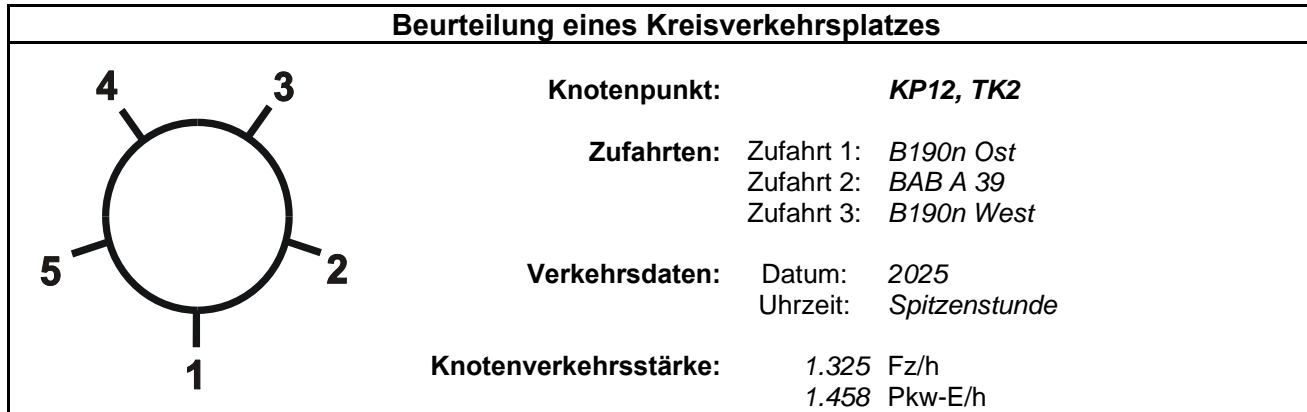 Beurteilung eines Kreisverkehrsplatzes
4 3
5 2
1
Knotenpunkt: KP12, TK2
Zufahrten: Zufahrt 1: B190n Ost
Zufahrt 2: BAB A 39
Zufahrt 3: B190n West
Verkehrsdaten: Datum: 2025
Uhrzeit: Spitzenstunde
Knotenverkehrsstärke: 1.325 Fz/h
1.458 Pkw-E/h